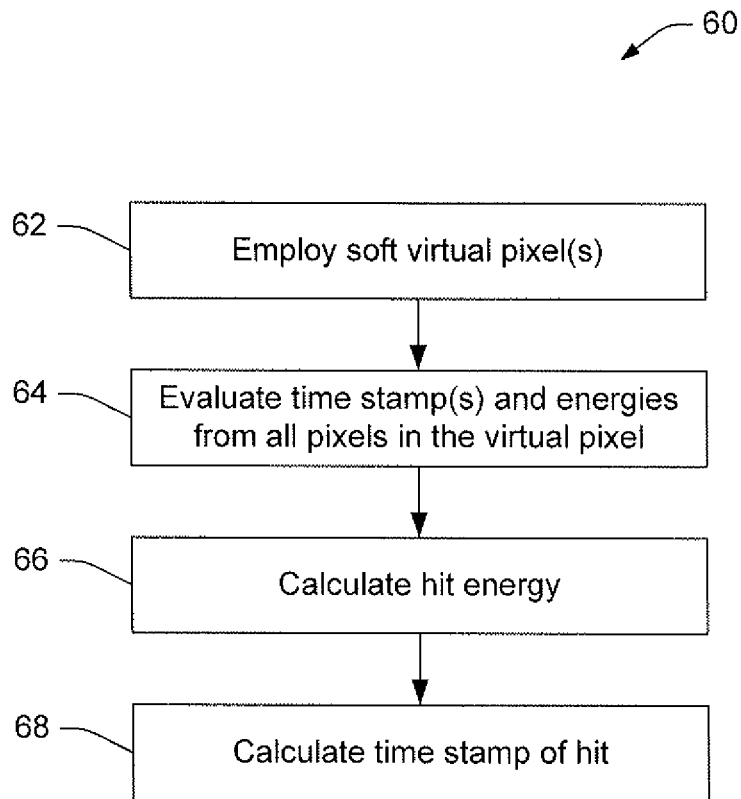 60
62
Employ soft virtual pixel(s)
64
Evaluate time stamp(s) and energies
from all pixels in the virtual pixel
66
Calculate hit energy
68
Calculate time stamp of hit